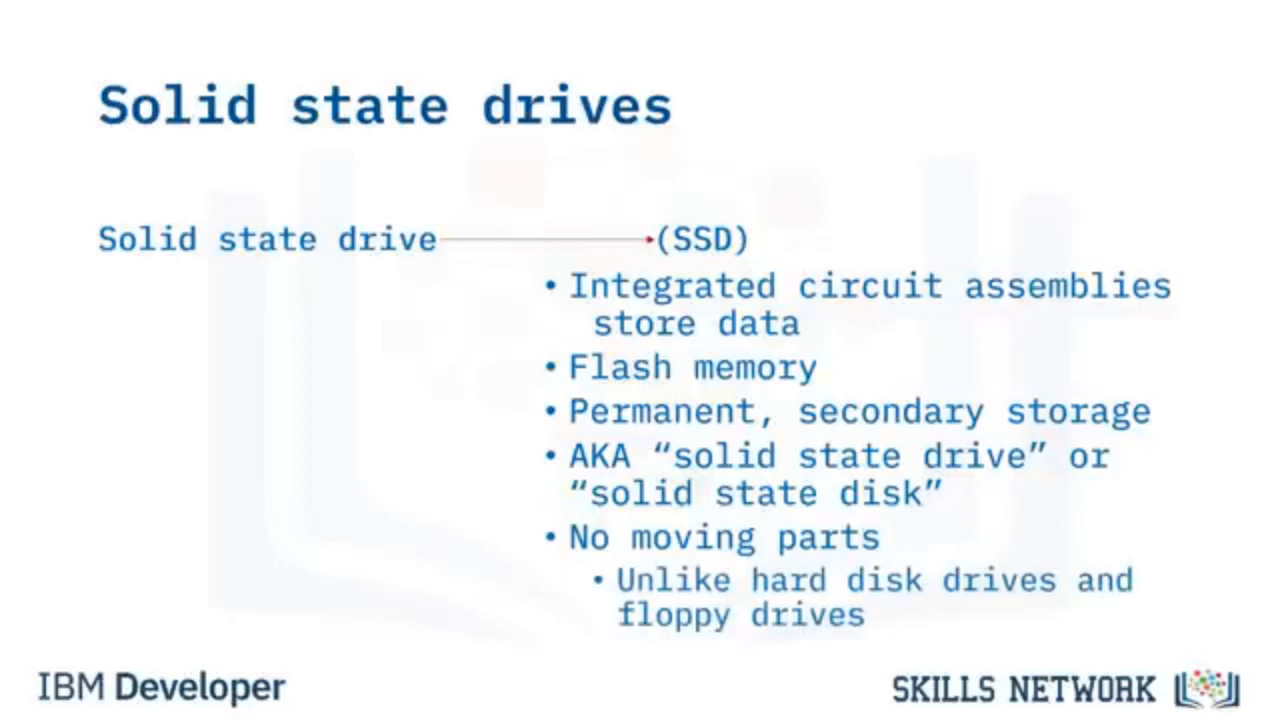 Solid state drives
Solid state drive (SSD)
• Integrated circuit assemblies
store data
• Flash memory
• Permanent, secondary storage
• AKA “solid state drive” or
“solid state disk”
• No moving parts
• Unlike hard disk drives and
floppy drives
IBM Developer
SKILLS NETWORK